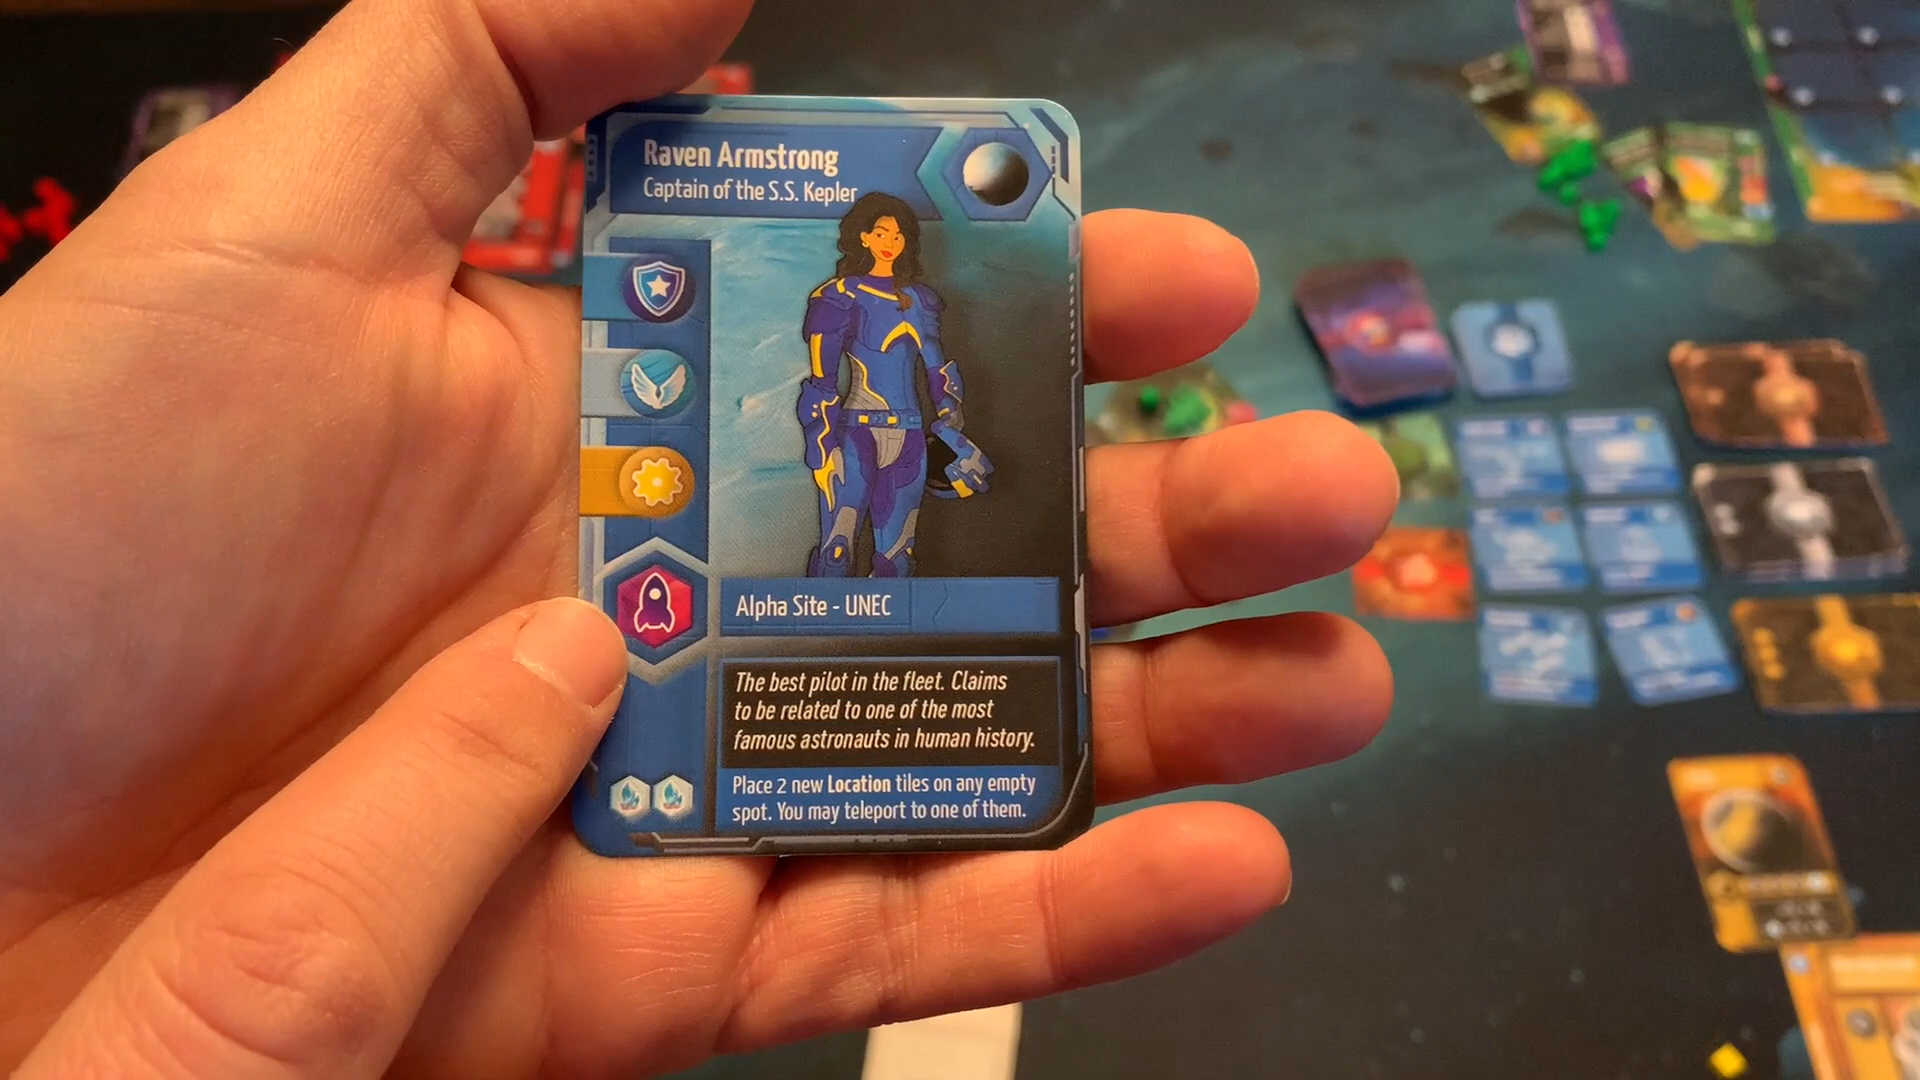 Raven Armstrong
Captain of the S.S. Kepler
Alpha Site - UNEC
The best pilot in the fleet. Claims
to be related to one of the most
famous astronauts in human history.
Place 2 new Location tiles on any empty
spot. You may teleport to one of them.